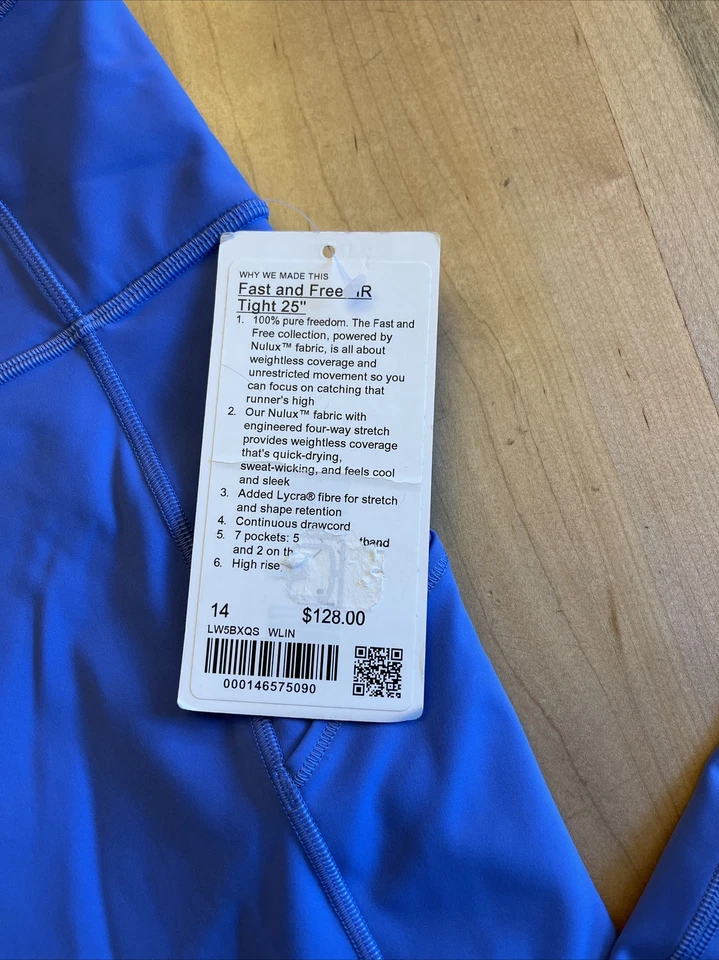 WHY WE MADE THIS
Fast and Free R
Tight 25"
1. 100% pure freedom. The Fast and
Free collection, powered by
Nulux™ fabric, is all about
weightless coverage and
unrestricted movement so you
can focus on catching that
runner's high
2. Our Nulux™ fabric with
engineered four-way stretch
provides weightless coverage
that's quick-drying,
sweat-wicking, and feels cool
and sleek
3. Added Lycra® fibre for stretch
and shape retention
4. Continuous drawcord
5. 7 pockets: 5
and 2 on
6. High rise
14 $128.00
LW5BXQS WLIN
000146575090